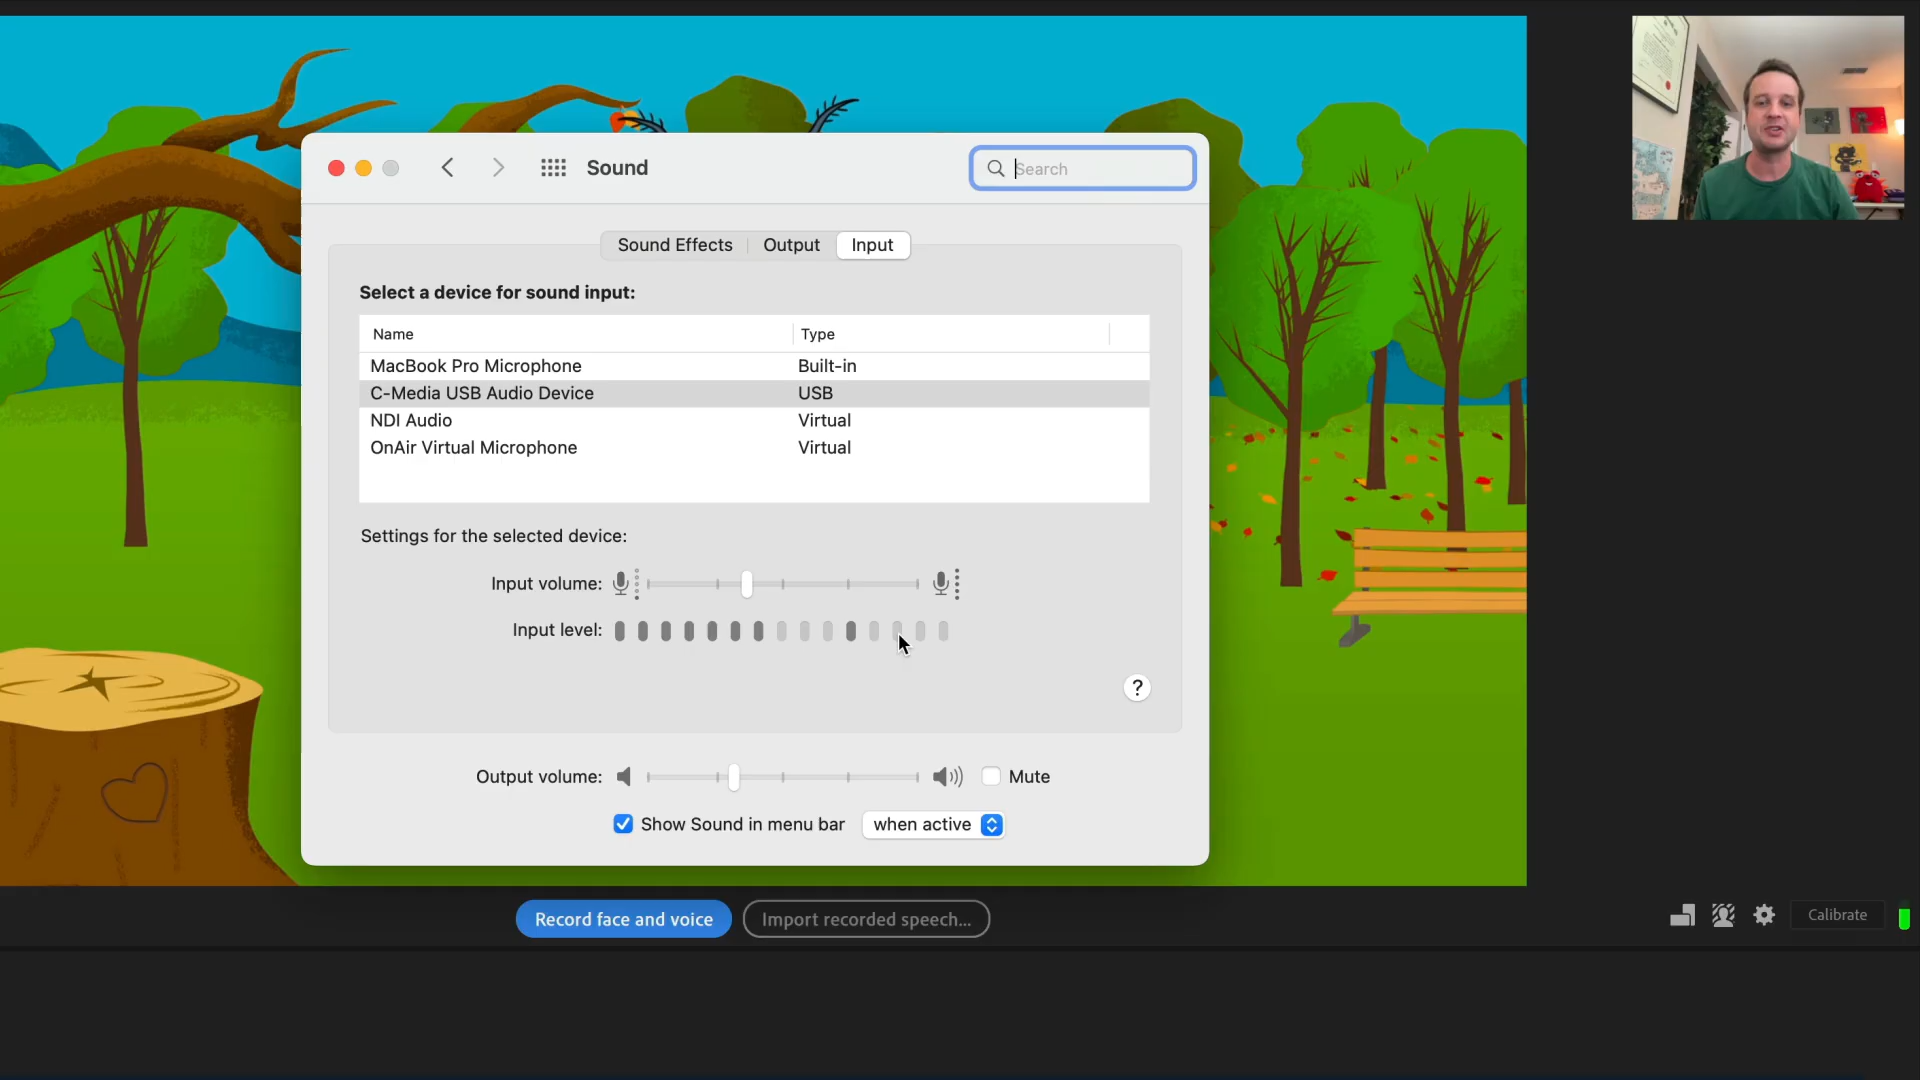 Sound
Search
Sound Effects Output Input
Select a device for sound input:
Name Type
MacBook Pro Microphone Built-in
C-Media USB Audio Device USB
NDI Audio Virtual
OnAir Virtual Microphone Virtual
Settings for the selected device:
Input volume:
Input level:
?
Output volume: Mute
Show Sound in menu bar when active
Record face and voice Import recorded speech... Calibrate